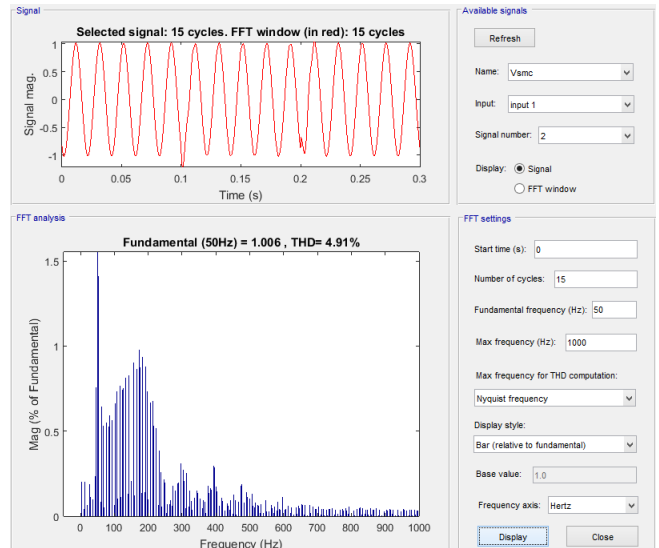 Signal
Selected signal: 15 cycles. FFT window (in red): 15 cycles
Signal mag.
1
0.5
0
-0.5
-1
0
0.05
0.1
0.15
0.2
0.25
0.3
Time (s)
Available signals
Refresh
Name: Vsmc
Input: input 1
Signal number: 2
Display: Signal
FFT window
FFT analysis
Fundamental (50Hz) = 1.006 , THD= 4.91%
Mag (% of Fundamental)
1.5
1
0.5
0
0
100
200
300
400
500
600
700
800
900
1000
Frequency (Hz)
FFT settings
Start time (s): 0
Number of cycles: 15
Fundamental frequency (Hz): 50
Max frequency (Hz): 1000
Max frequency for THD computation:
Nyquist frequency
Display style:
Bar (relative to fundamental)
Base value: 1.0
Frequency axis: Hertz
Display
Close